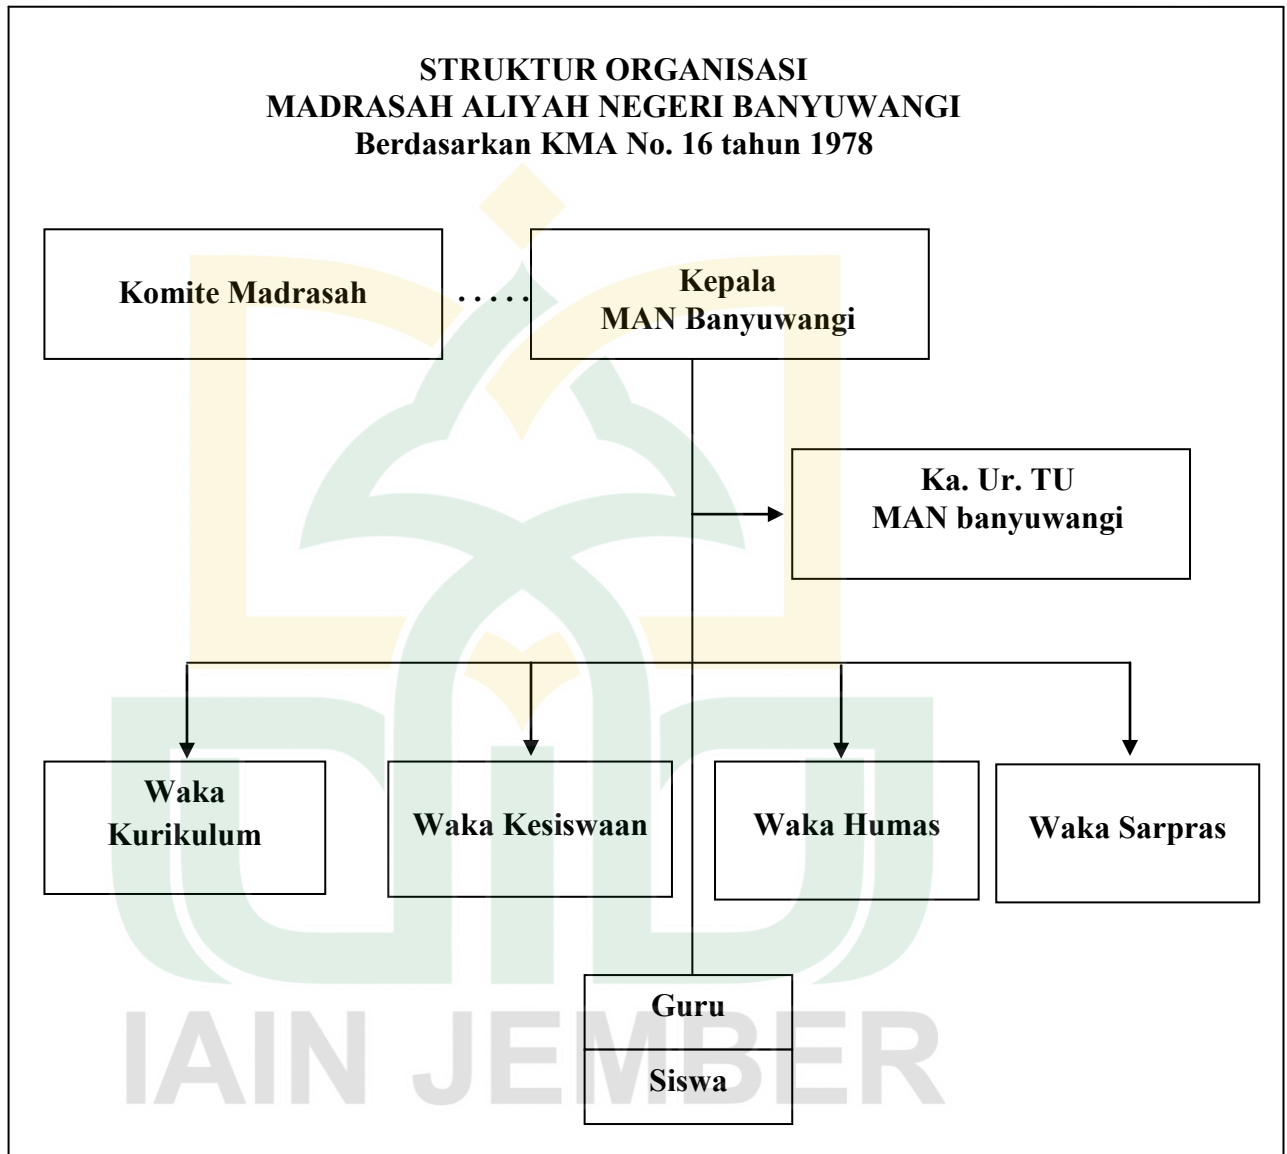 STRUKTUR ORGANISASI
MADRASAH ALIYAH NEGERI BANYUWANGI
Berdasarkan KMA No. 16 tahun 1978
Komite Madrasah
.....
Kepala
MAN Banyuwangi
Ka. Ur. TU
MAN banyuwangi
Waka
Kurikulum
Waka Kesiswaan
Waka Humas
Waka Sarpras
Guru
Siswa
IAIN JEMBER